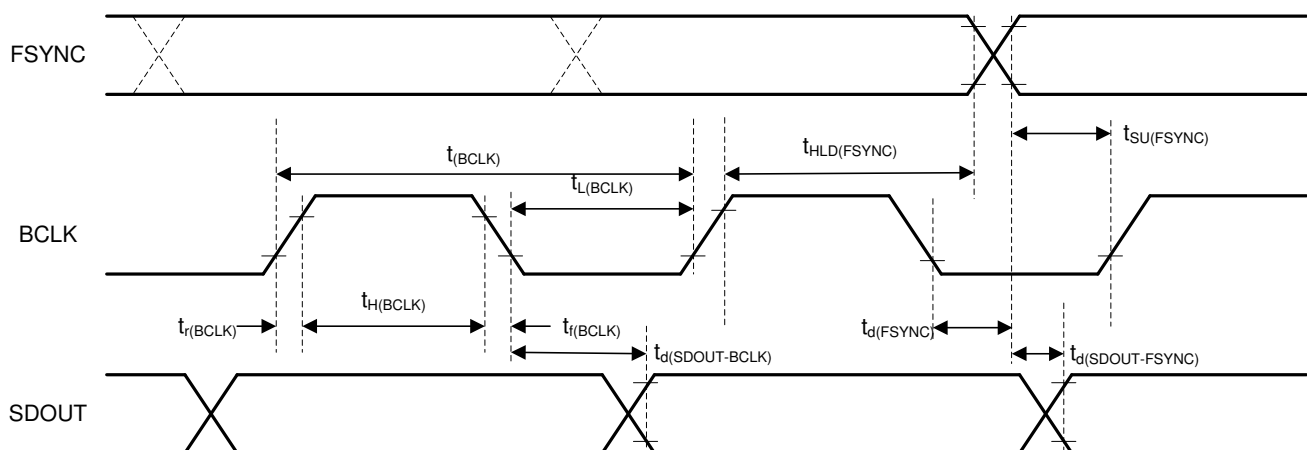 FSYNC
tSU(FSYNC)
tHLD(FSYNC)
t(BCLK)
tL(BCLK)
BCLK
tH(BCLK)
tr(BCLK)
tf(BCLK)
td(FSYNC)
td(SDOUT-BCLK)
td(SDOUT-FSYNC)
SDOUT